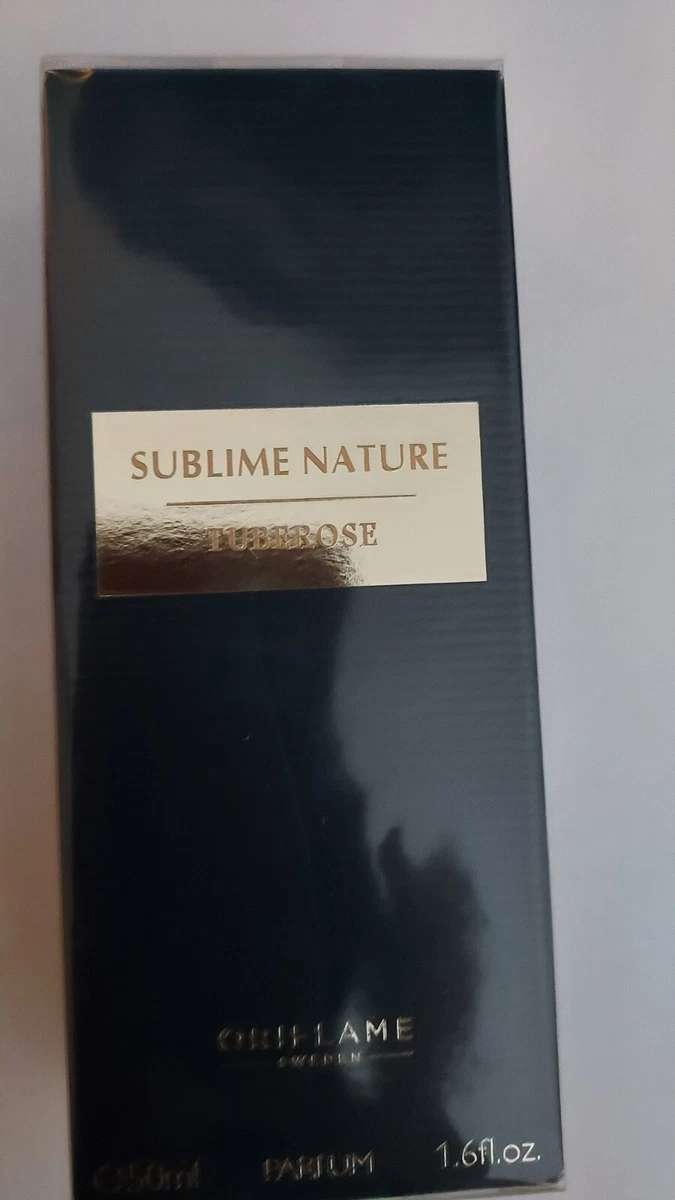 SUBLIME NATURE
TUBEROSE
ORIFLAME
SWEDEN
℮50ml PARFUM 1.6fl.oz.